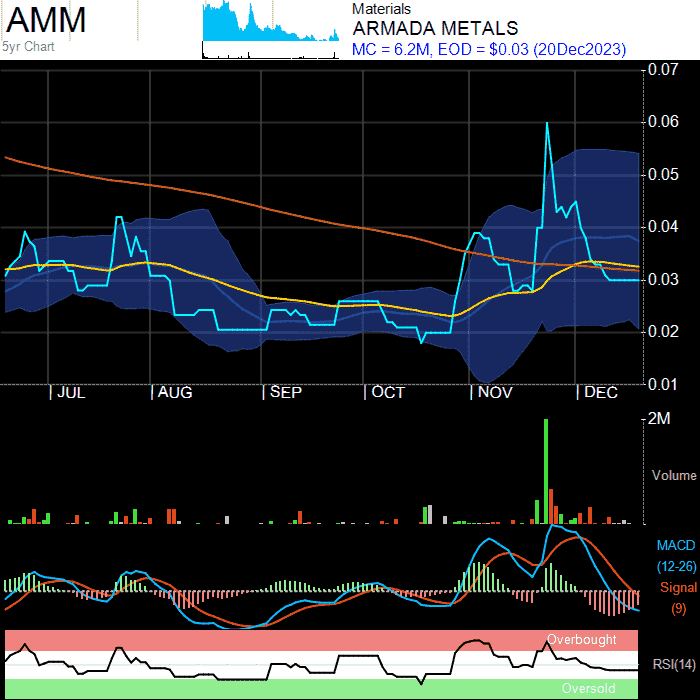 AMM
5yr Chart
Materials
ARMADA METALS
MC = 6.2M, EOD = $0.03 (20Dec2023)
0.07
0.06
0.05
0.04
0.03
0.02
0.01
JUL AUG SEP OCT NOV DEC
2M
Volume
MACD
(12-26)
Signal
(9)
Overbought
RSI(14)
Oversold